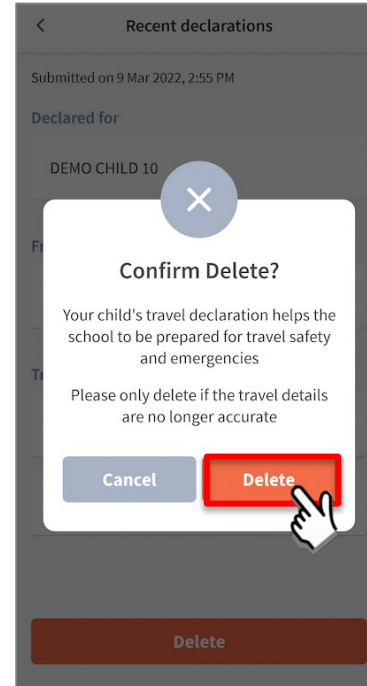 Recent declarations
Submitted on 9 Mar 2022, 2:55 PM
Declared for
DEMO CHILD 10
Confirm Delete?
Your child's travel declaration helps the
school to be prepared for travel safety
and emergencies
Please only delete if the travel details
are no longer accurate
Cancel
Delete
Delete